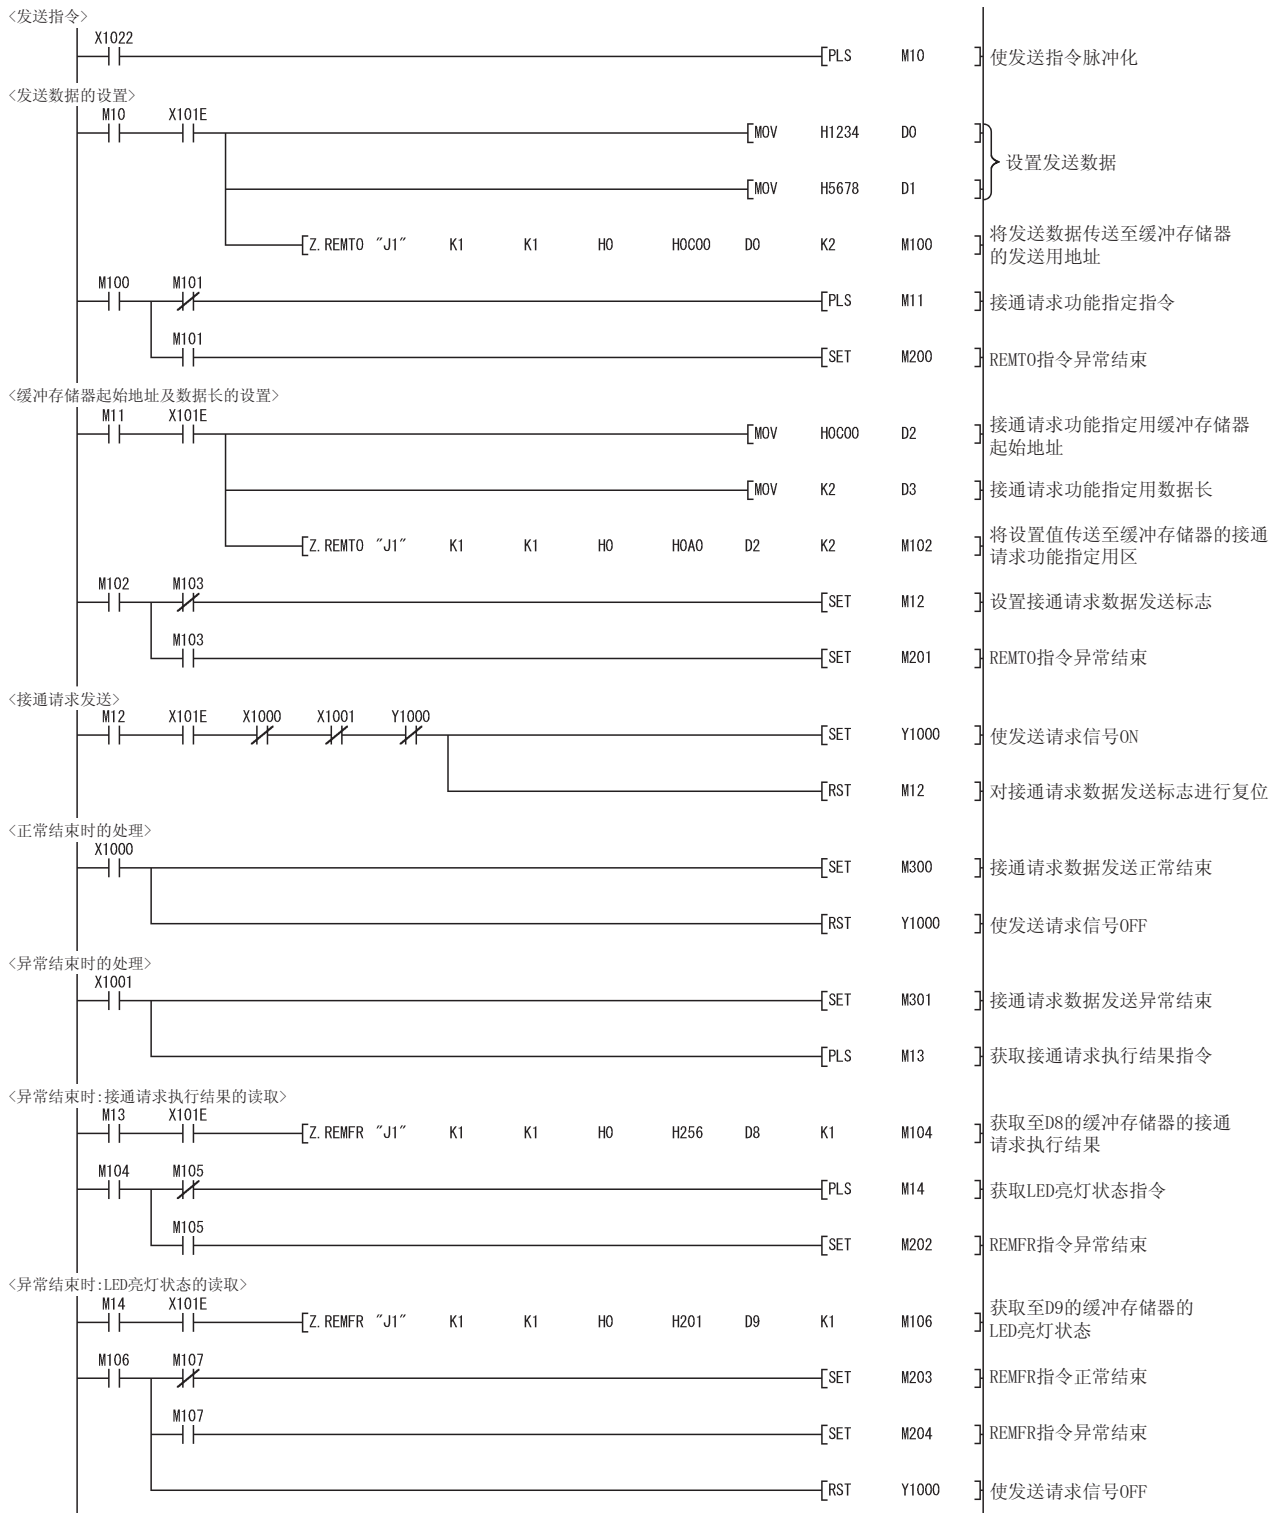 <发送指令>
X1022
PLS M10 使发送指令脉冲化
<发送数据的设置>
M10 X101E
MOV H1234 D0
设置发送数据
MOV H5678 D1
Z.REMTO "J1" K1 K1 H0 H0C00 D0 K2 M100 将发送数据传送至缓冲存储器
的发送用地址
M100 M101
PLS M11 接通请求功能指定指令
M101
SET M200 REMTO指令异常结束
<缓冲存储器起始地址及数据长的设置>
M11 X101E
MOV H0C00 D2 接通请求功能指定用缓冲存储器
起始地址
MOV K2 D3 接通请求功能指定用数据长
Z.REMTO "J1" K1 K1 H0 H0A0 D2 K2 M102 将设置值传送至缓冲存储器的接通
请求功能指定用区
M102 M103
SET M12 设置接通请求数据发送标志
M103
SET M201 REMTO指令异常结束
<接通请求发送>
M12 X101E X1000 X1001 Y1000
SET Y1000 使发送请求信号ON
RST M12 对接通请求数据发送标志进行复位
<正常结束时的处理>
X1000
SET M300 接通请求数据发送正常结束
RST Y1000 使发送请求信号OFF
<异常结束时的处理>
X1001
SET M301 接通请求数据发送异常结束
PLS M13 获取接通请求执行结果指令
<异常结束时:接通请求执行结果的读取>
M13 X101E
Z.REMFR "J1" K1 K1 H0 H256 D8 K1 M104 获取至D8的缓冲存储器的接通
请求执行结果
M104 M105
PLS M14 获取LED亮灯状态指令
M105
SET M202 REMFR指令异常结束
<异常结束时:LED亮灯状态的读取>
M14 X101E
Z.REMFR "J1" K1 K1 H0 H201 D9 K1 M106 获取至D9的缓冲存储器的
LED亮灯状态
M106 M107
SET M203 REMFR指令正常结束
M107
SET M204 REMFR指令异常结束
RST Y1000 使发送请求信号OFF